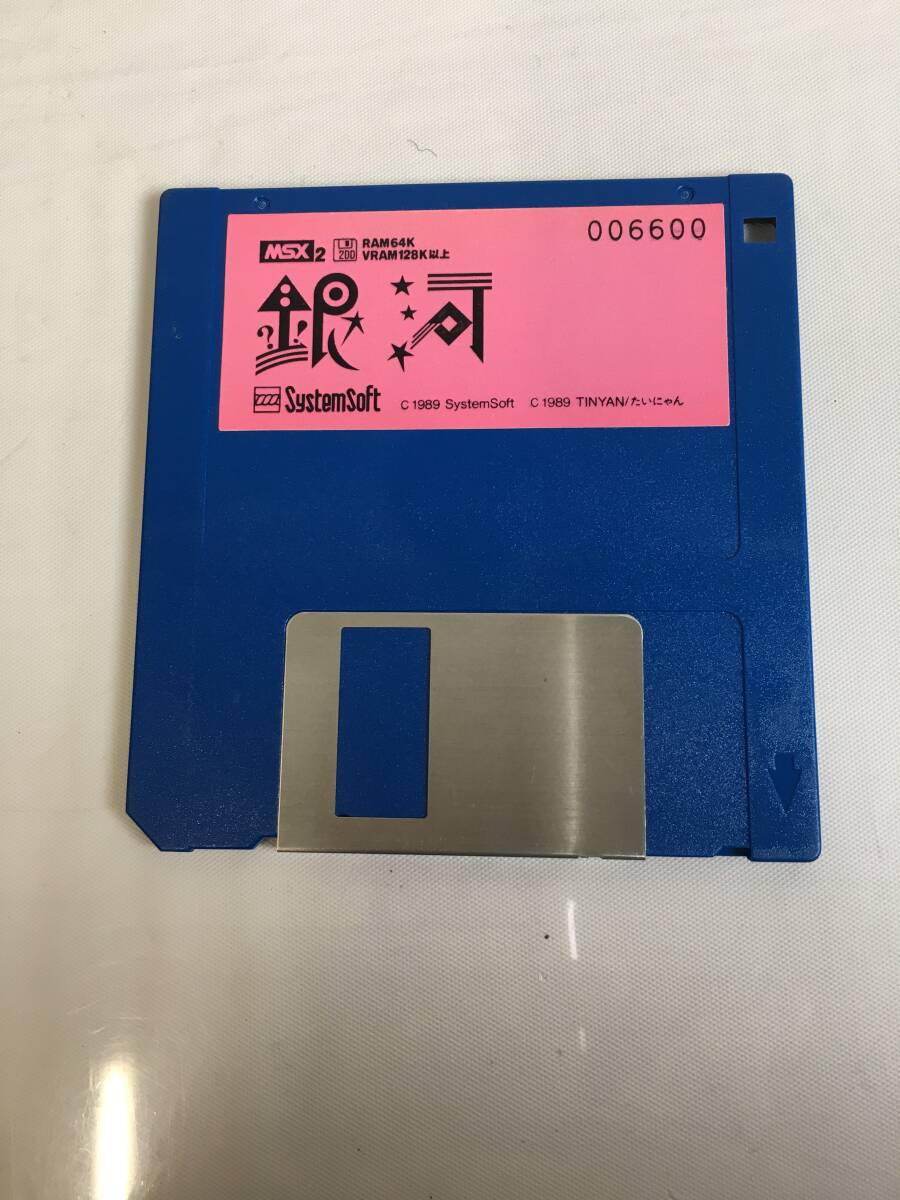 MSX2 2DD RAM64K
VRAM128K以上
006600
銀河
SystemSoft C 1989 SystemSoft C 1989 TINYAN/たいにゃん